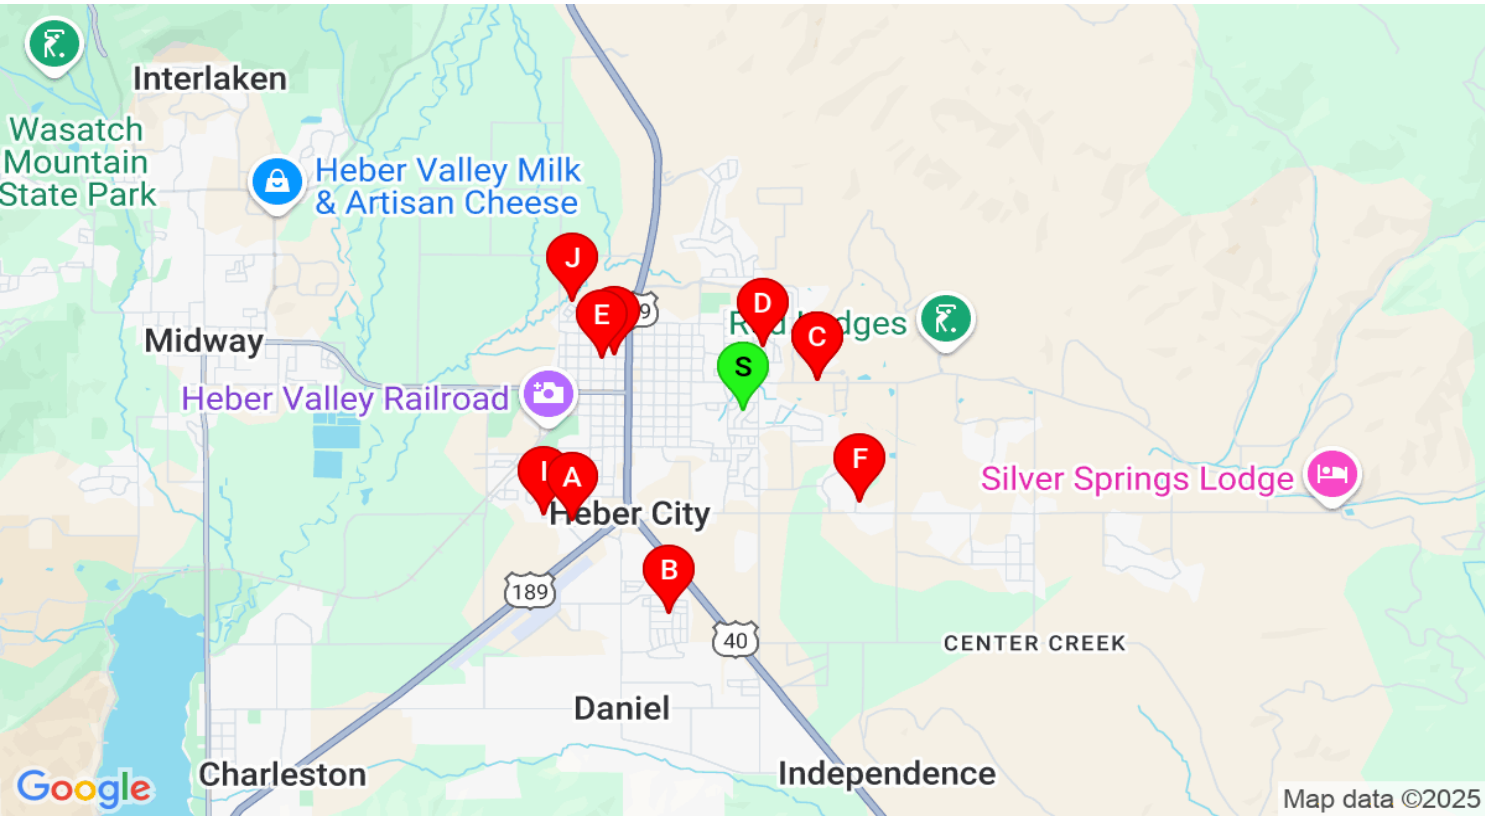 Interlaken
Wasatch
Mountain
State Park
Heber Valley Milk
& Artisan Cheese
J
E
9
D
C
S
Midway
Heber Valley Railroad
I
A
F
Silver Springs Lodge
Heber City
B
189
40
CENTER CREEK
Daniel
Charleston
Independence
Google
Map data ©2025